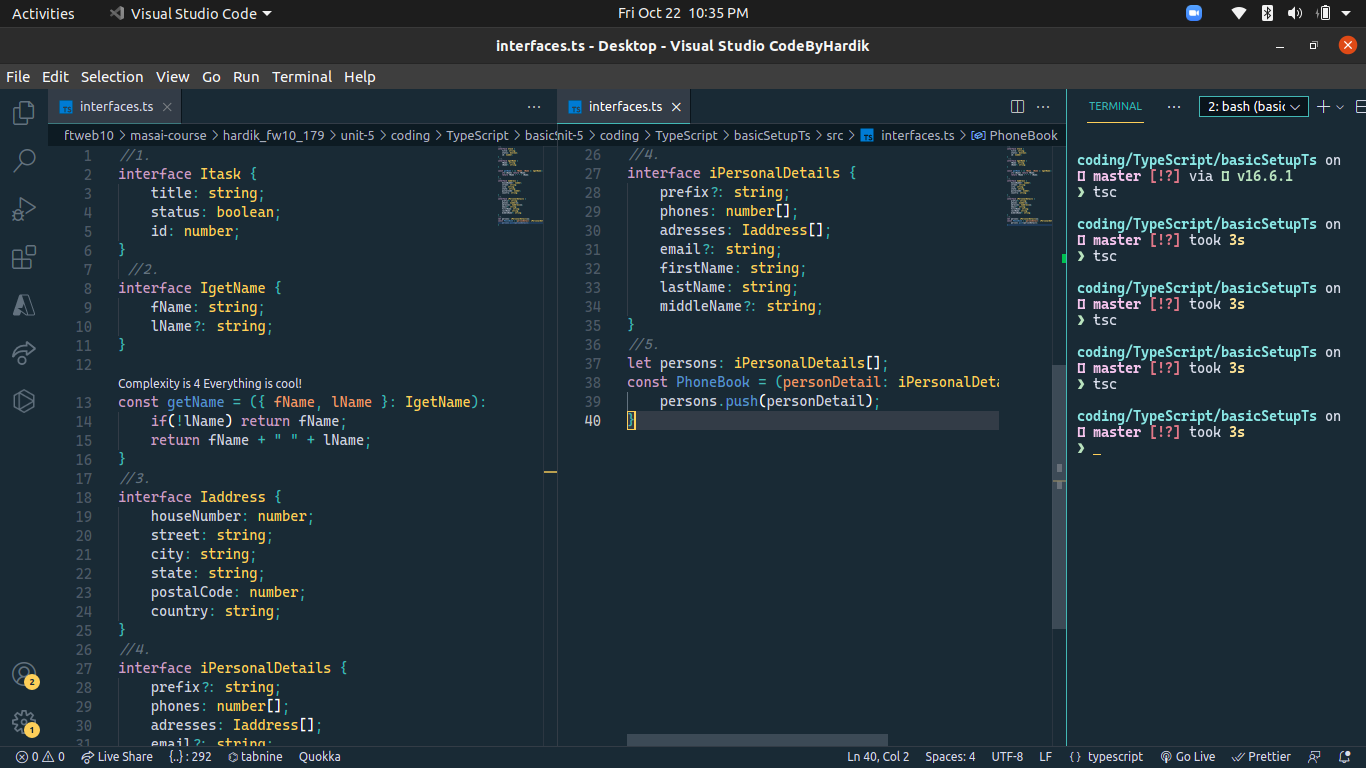 Activities Visual Studio Code Fri Oct 22 10:35 PM
interfaces.ts - Desktop - Visual Studio CodeByHardik
File Edit Selection View Go Run Terminal Help
interfaces.ts
ftweb10 > masai-course > hardik_fw10_179 > unit-5 > coding > TypeScript > basicS
1 //1.
2 interface Itask {
3 title: string;
4 status: boolean;
5 id: number;
6 }
7 //2.
8 interface IgetName {
9 fName: string;
10 lName?: string;
11 }
12
Complexity is 4 Everything is cool!
13 const getName = ({ fName, lName }: IgetName):
14 if(!lName) return fName;
15 return fName + " " + lName;
16 }
17 //3.
18 interface Iaddress {
19 houseNumber: number;
20 street: string;
21 city: string;
22 state: string;
23 postalCode: number;
24 country: string;
25 }
26 //4.
27 interface iPersonalDetails {
28 prefix?: string;
29 phones: number[];
30 adresses: Iaddress[];
31 email?: string;
interfaces.ts
nit-5 > coding > TypeScript > basicSetupTs > src > interfaces.ts > PhoneBook
26 //4.
27 interface iPersonalDetails {
28 prefix?: string;
29 phones: number[];
30 adresses: Iaddress[];
31 email?: string;
32 firstName: string;
33 lastName: string;
34 middleName?: string;
35 }
36 //5.
37 let persons: iPersonalDetails[];
38 const PhoneBook = (personDetail: iPersonalDeta
39 persons.push(personDetail);
40 }
TERMINAL 2: bash (basic
coding/TypeScript/basicSetupTs on
master [!?] via v16.6.1
❯ tsc
coding/TypeScript/basicSetupTs on
master [!?] took 3s
❯ tsc
coding/TypeScript/basicSetupTs on
master [!?] took 3s
❯ tsc
coding/TypeScript/basicSetupTs on
master [!?] took 3s
❯ tsc
coding/TypeScript/basicSetupTs on
master [!?] took 3s
❯ _
2
1
0 0 Live Share {..} : 292 tabnine Quokka Ln 40, Col 2 Spaces: 4 UTF-8 LF {} typescript Go Live Prettier